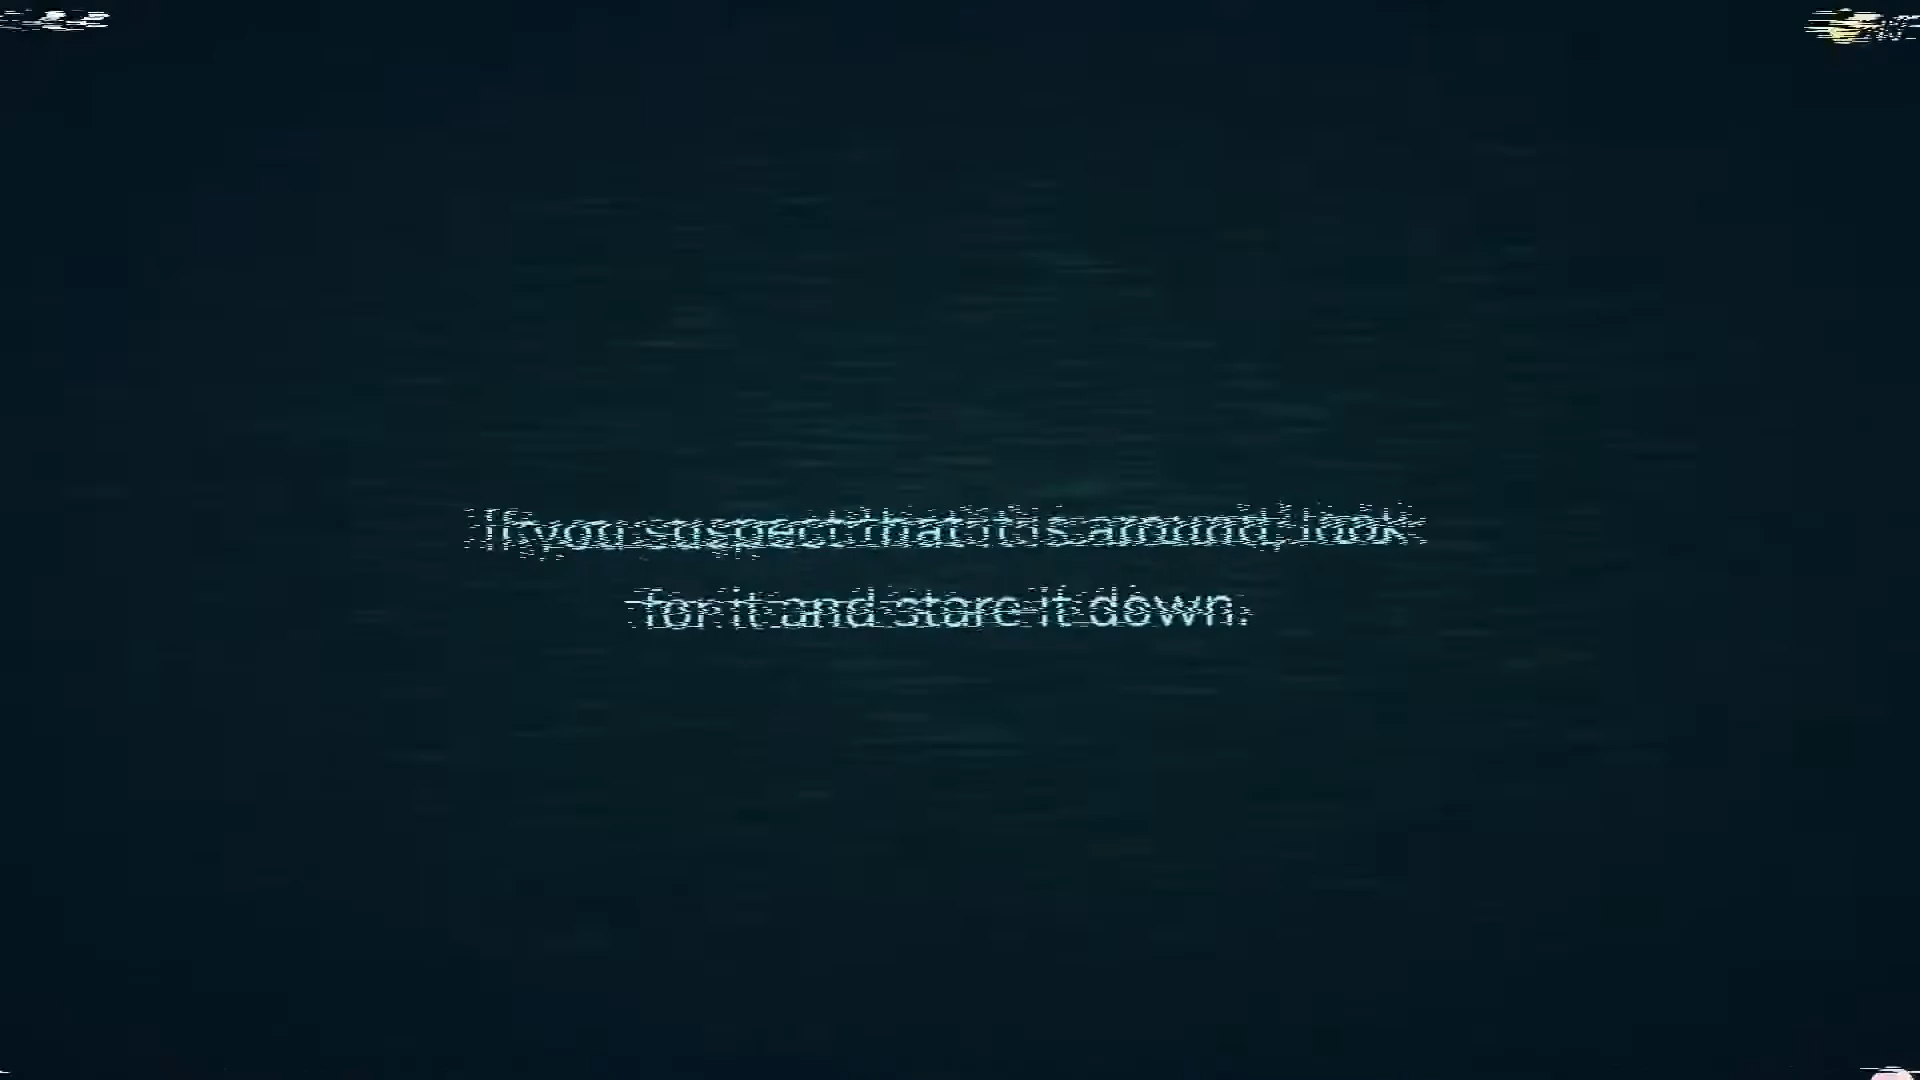 If you suspect that it is around, look
for it and stare it down.